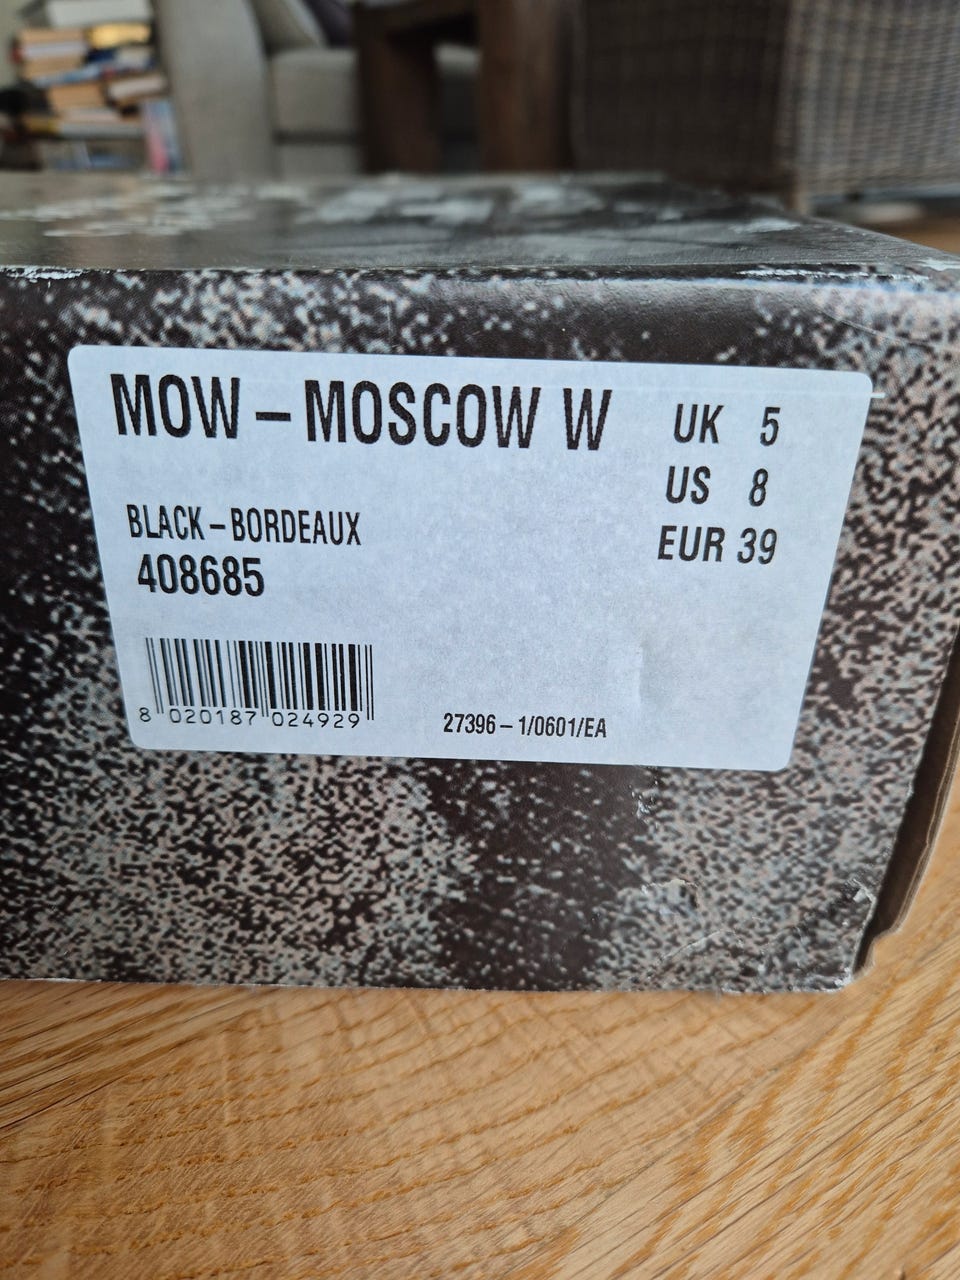 MOW – MOSCOW W
UK 5
US 8
EUR 39
BLACK – BORDEAUX
408685
8 020187 024929
27396 – 1/0601/EA